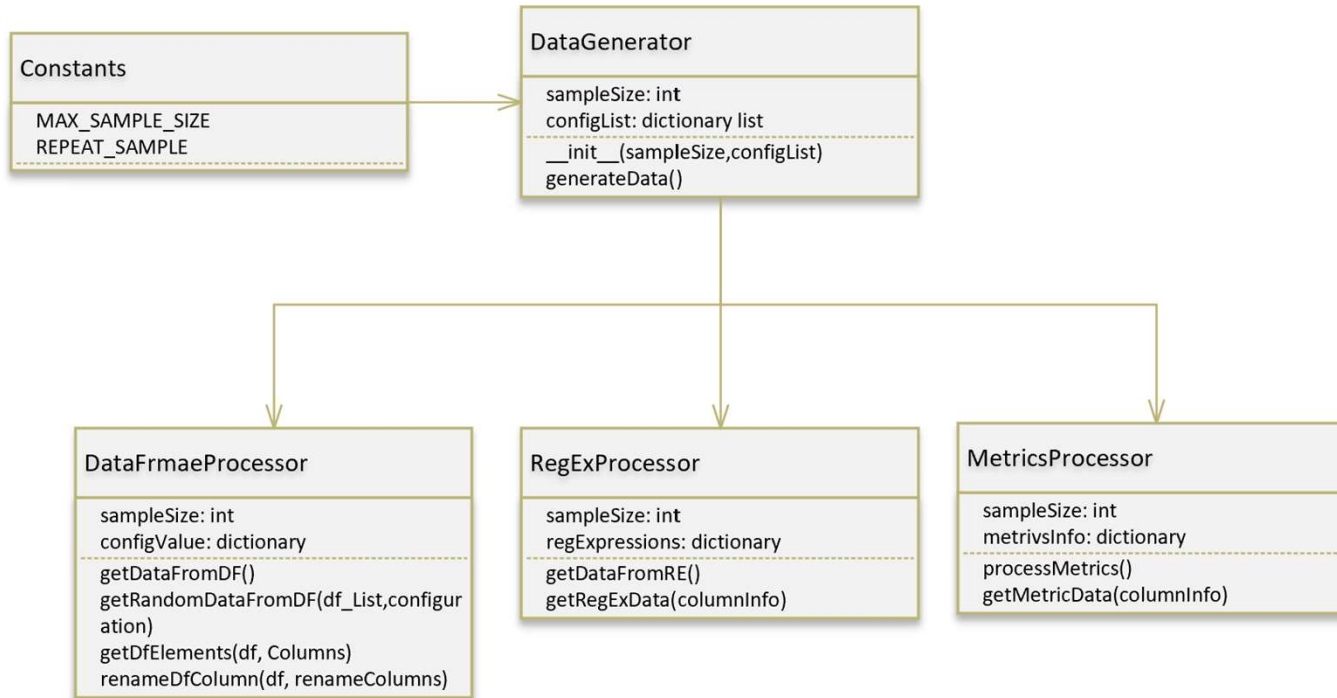 Constants
MAX_SAMPLE_SIZE
REPEAT_SAMPLE
DataGenerator
sampleSize: int
configList: dictionary list
__init__(sampleSize,configList)
generateData()
DataFrmaeProcessor
sampleSize: int
configValue: dictionary
getDataFromDF()
getRandomDataFromDF(df_List,configur
ation)
getDfElements(df, Columns)
renameDfColumn(df, renameColumns)
RegExProcessor
sampleSize: int
regExpressions: dictionary
getDataFromRE()
getRegExData(columnInfo)
MetricsProcessor
sampleSize: int
metrivsInfo: dictionary
processMetrics()
getMetricData(columnInfo)